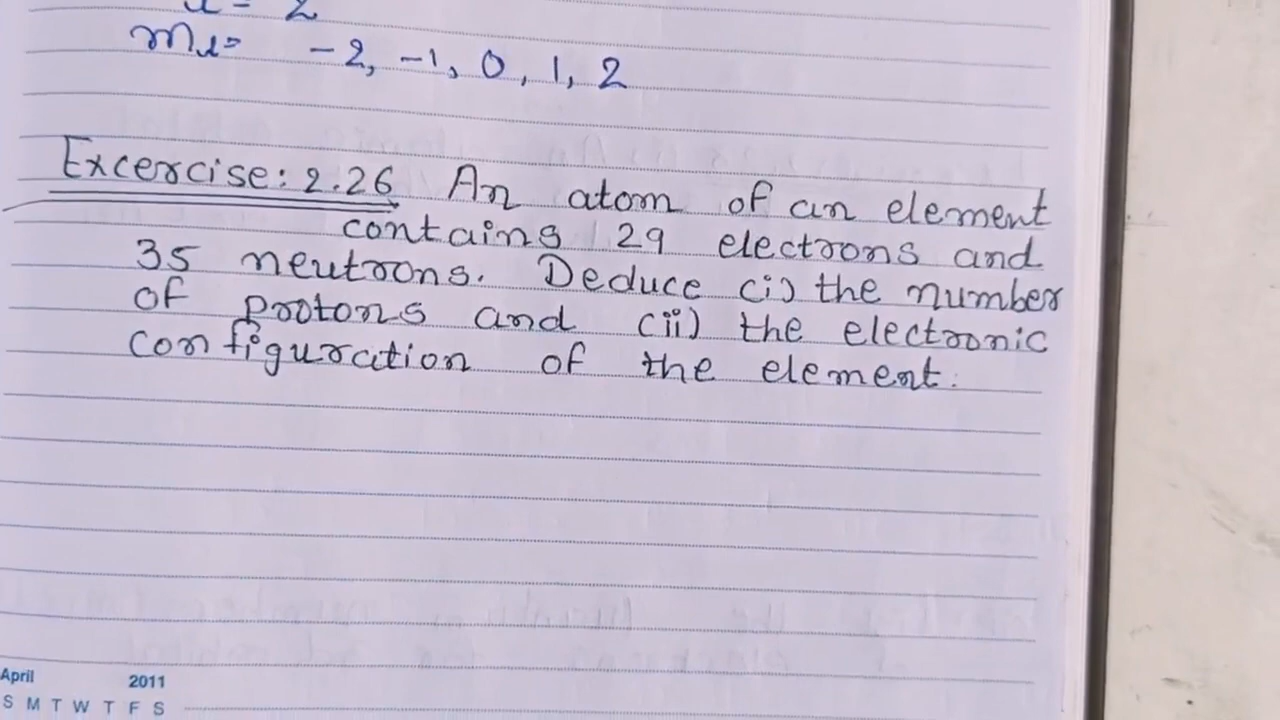 l = 2
ml = -2, -1, 0, 1, 2
Excercise: 2.26 An atom of an element
contains 29 electrons and
35 neutrons. Deduce (i) the number
of protons and (ii) the electronic
configuration of the element.
April 2011
S M T W T F S